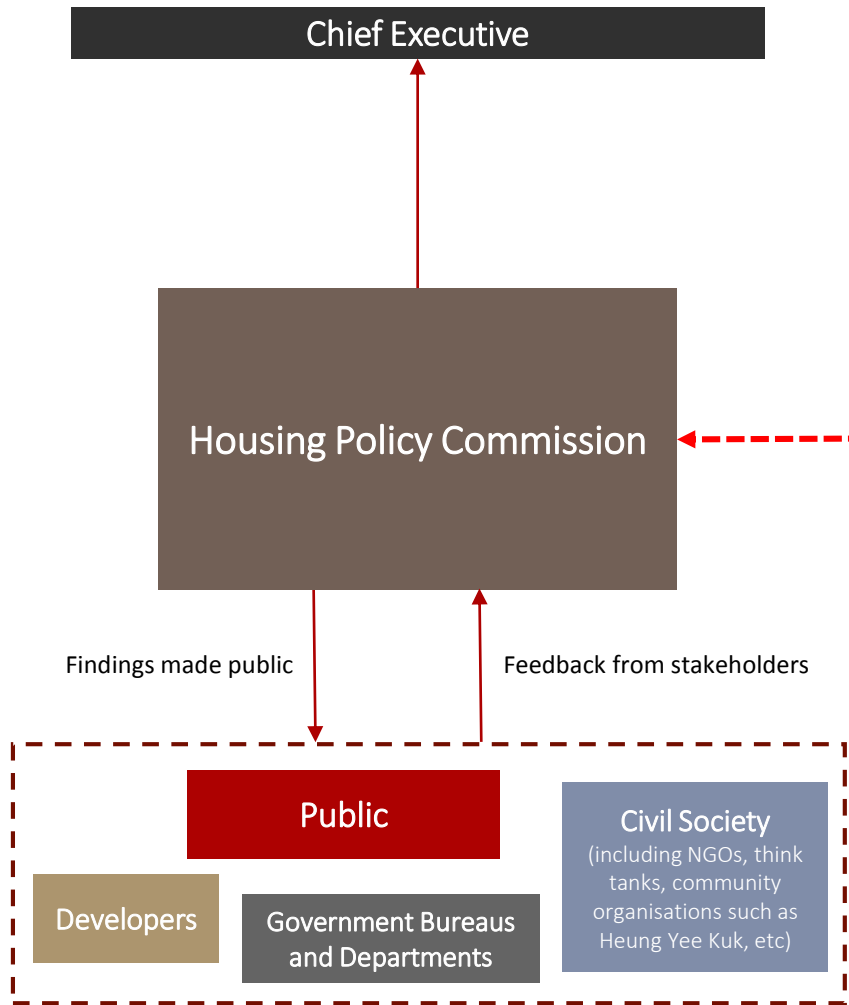 Chief Executive
Housing Policy Commission
Findings made public
Feedback from stakeholders
Public
Civil Society
(including NGOs, think
tanks, community
organisations such as
Heung Yee Kuk, etc)
Developers
Government Bureaus
and Departments